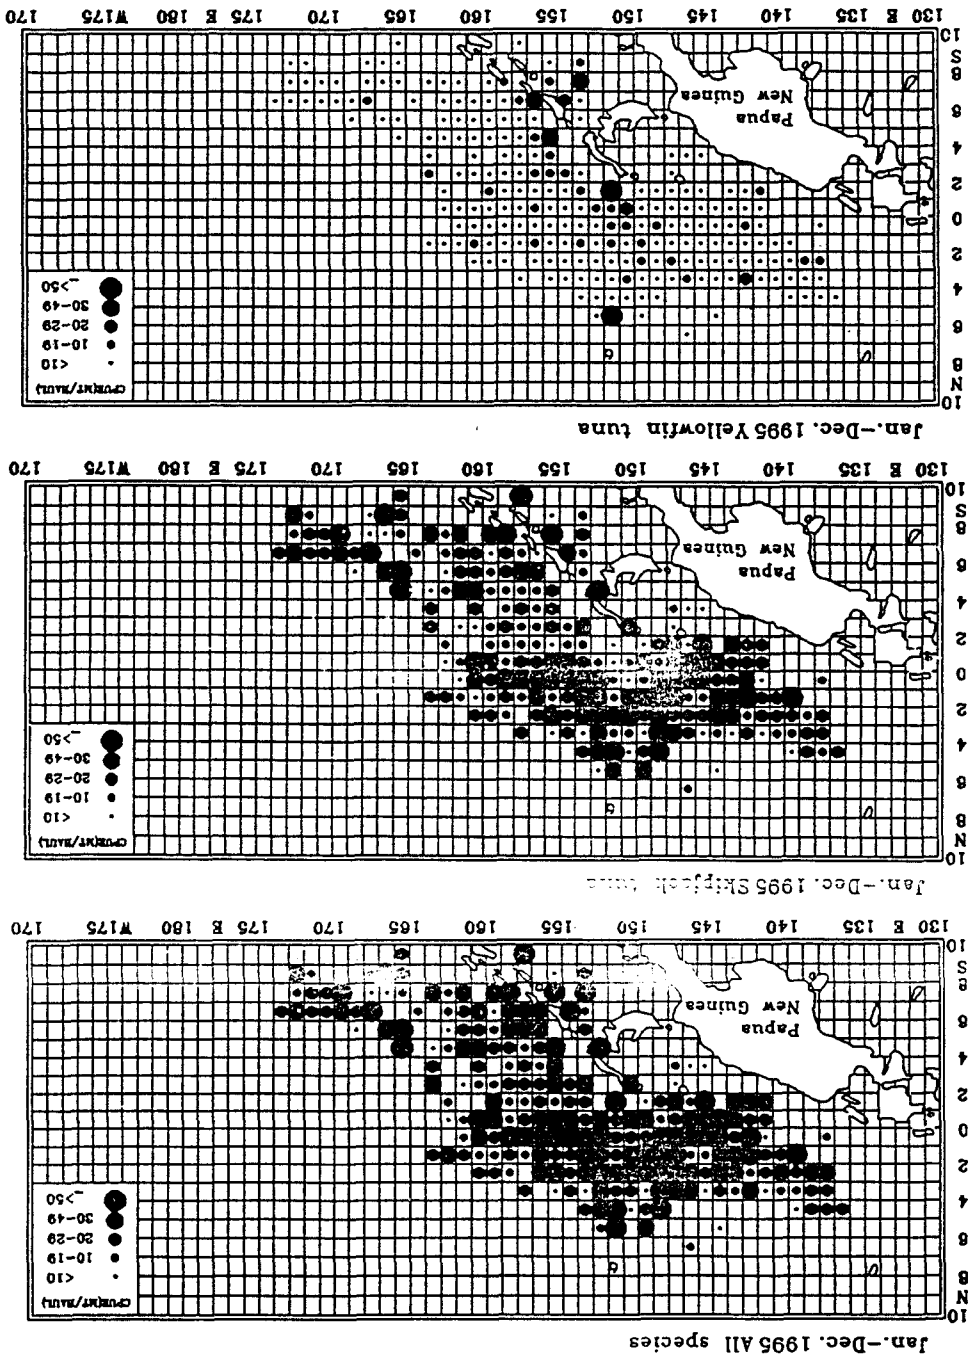 Jan.-Dec. 1995 All species
10
N
8
6
4
2
0
2
4
6
8
S
10
CPUE(MT/HAUL)
<10
10-19
20-29
30-49
_>50
Papua
New Guinea
130 E 135 140 145 150 155 160 165 170 175 E 180 W175 170
Jan.-Dec. 1995 Skipjack tuna
10
N
8
6
4
2
0
2
4
6
8
S
10
CPUE(MT/HAUL)
<10
10-19
20-29
30-49
_>50
Papua
New Guinea
130 E 135 140 145 150 155 160 165 170 175 E 180 W175 170
Jan.-Dec. 1995 Yellowfin tuna
10
N
8
6
4
2
0
2
4
6
8
S
10
CPUE(MT/HAUL)
<10
10-19
20-29
30-49
_>50
Papua
New Guinea
130 E 135 140 145 150 155 160 165 170 175 E 180 W175 170